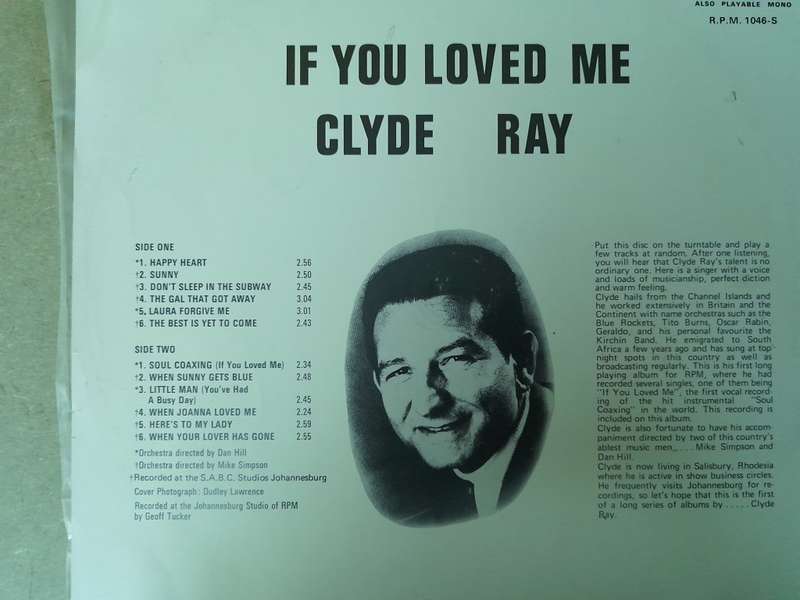 ALSO PLAYABLE MONO
R.P.M. 1046-S
IF YOU LOVED ME
CLYDE RAY
SIDE ONE
*1. HAPPY HEART 2.56
†2. SUNNY 2.50
†3. DON'T SLEEP IN THE SUBWAY 2.45
†4. THE GAL THAT GOT AWAY 3.04
*5. LAURA FORGIVE ME 3.01
†6. THE BEST IS YET TO COME 2.43
SIDE TWO
*1. SOUL COAXING (If You Loved Me) 2.34
†2. WHEN SUNNY GETS BLUE 2.48
*3. LITTLE MAN (You've Had
A Busy Day) 2.45
†4. WHEN JOANNA LOVED ME 2.24
†5. HERE'S TO MY LADY 2.59
†6. WHEN YOUR LOVER HAS GONE 2.55
*Orchestra directed by Dan Hill
†Orchestra directed by Mike Simpson
†Recorded at the S.A.B.C. Studios Johannesburg
Cover Photograph: Dudley Lawrence
Recorded at the Johannesburg Studio of RPM
by Geoff Tucker
Put this disc on the turntable and play a
few tracks at random. After one listening,
you will hear that Clyde Ray's talent is no
ordinary one. Here is a singer with a voice
and loads of musicianship, perfect diction
and warm feeling.
Clyde hails from the Channel Islands and
he worked extensively in Britain and the
Continent with name orchestras such as the
Blue Rockets, Tito Burns, Oscar Rabin,
Geraldo, and his personal favourite the
Kirchin Band. He emigrated to South
Africa a few years ago and has sung at top
night spots in this country as well as
broadcasting regularly. This is his first long
playing album for RPM, where he had
recorded several singles, one of them being
"If You Loved Me", the first vocal record-
ing of the hit instrumental "Soul
Coaxing" in the world. This recording is
included on this album.
Clyde is also fortunate to have his accom-
paniment directed by two of this country's
ablest music men,....Mike Simpson and
Dan Hill.
Clyde is now living in Salisbury, Rhodesia
where he is active in show business circles.
He frequently visits Johannesburg for re-
cordings, so let's hope that this is the first
of a long series of albums by.....Clyde
Ray.